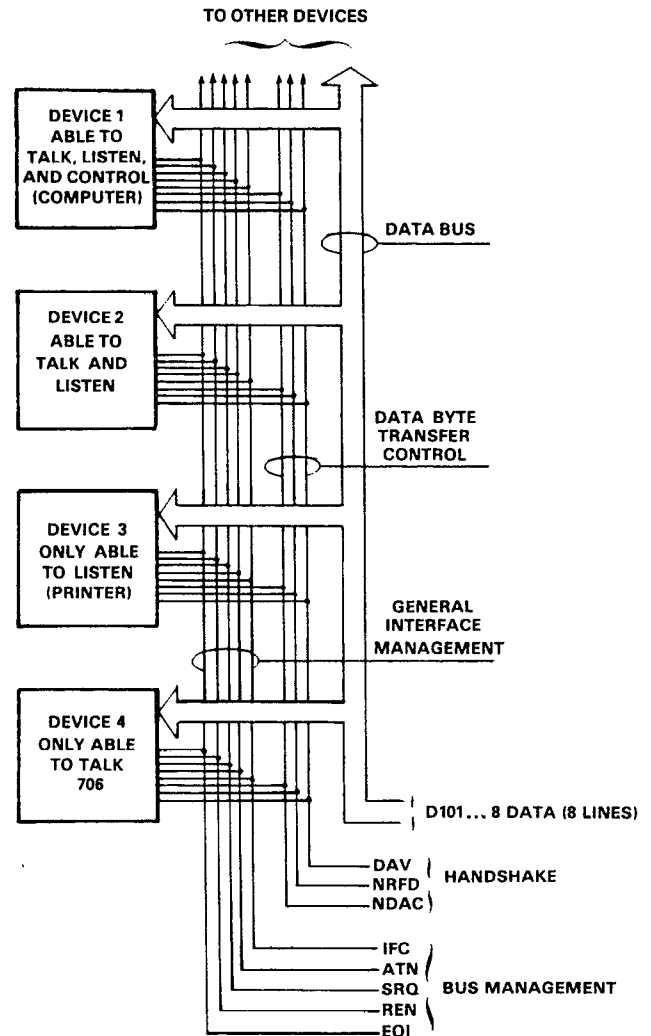 TO OTHER DEVICES
DEVICE 1
ABLE TO
TALK, LISTEN,
AND CONTROL
(COMPUTER)
DATA BUS
DEVICE 2
ABLE TO
TALK AND
LISTEN
DATA BYTE
TRANSFER
CONTROL
DEVICE 3
ONLY ABLE
TO LISTEN
(PRINTER)
GENERAL
INTERFACE
MANAGEMENT
DEVICE 4
ONLY ABLE
TO TALK
706
D101... 8 DATA (8 LINES)
DAV
NRFD
NDAC
HANDSHAKE
IFC
ATN
SRQ
REN
EOI
BUS MANAGEMENT